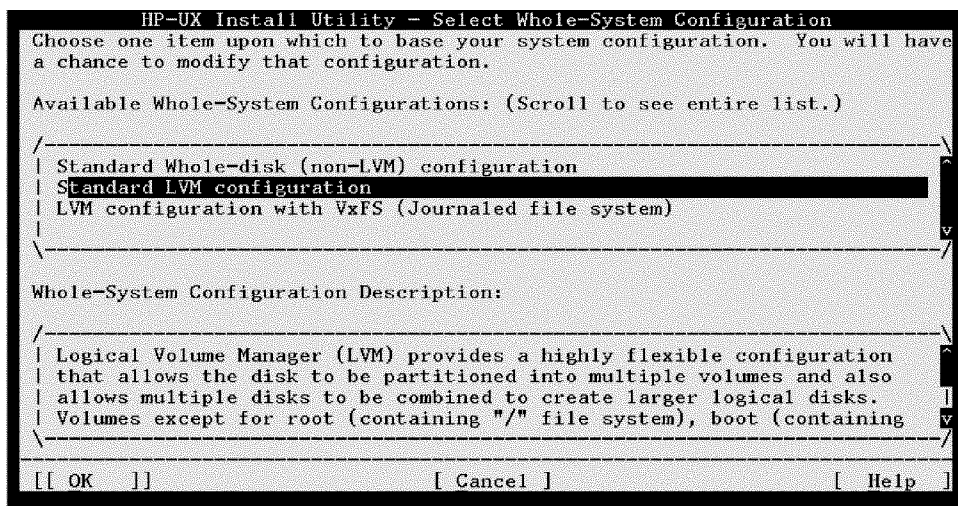 HP-UX Install Utility - Select Whole-System Configuration
Choose one item upon which to base your system configuration.  You will have
a chance to modify that configuration.
Available Whole-System Configurations: (Scroll to see entire list.)
Standard Whole-disk (non-LVM) configuration
Standard LVM configuration
LVM configuration with VxFS (Journaled file system)
Whole-System Configuration Description:
Logical Volume Manager (LVM) provides a highly flexible configuration
that allows the disk to be partitioned into multiple volumes and also
allows multiple disks to be combined to create larger logical disks.
Volumes except for root (containing "/" file system), boot (containing
[[ OK ]] [ Cancel ] [ Help ]